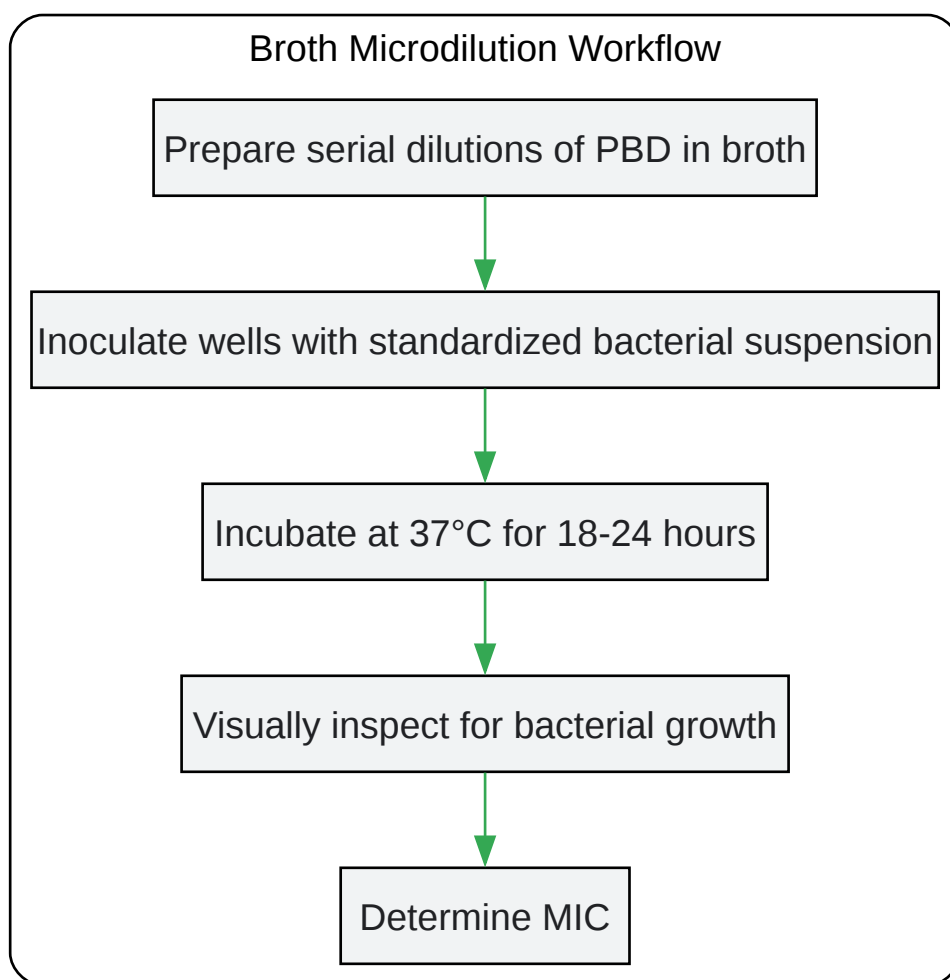 Broth Microdilution Workflow
Prepare serial dilutions of PBD in broth
Inoculate wells with standardized bacterial suspension
Incubate at 37°C for 18-24 hours
Visually inspect for bacterial growth
Determine MIC